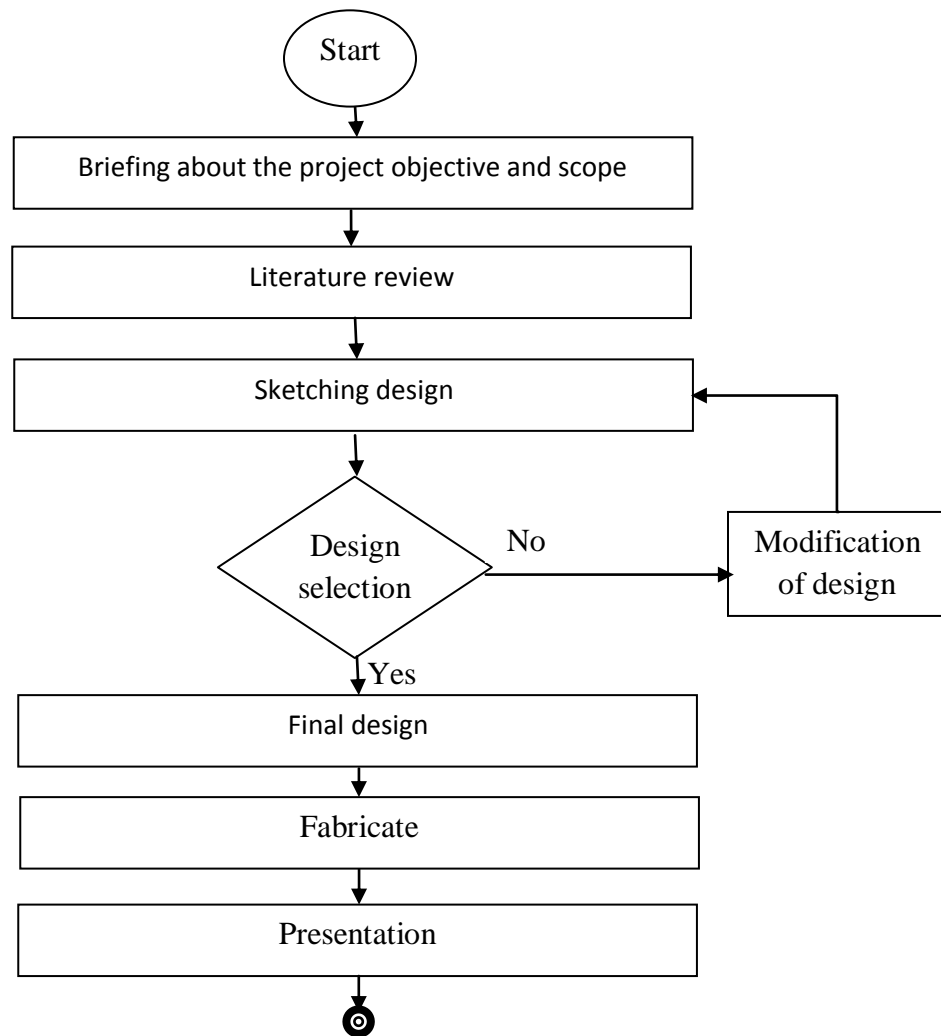 Start
Briefing about the project objective and scope
Literature review
Sketching design
Design
selection
No
Modification
of design
Yes
Final design
Fabricate
Presentation